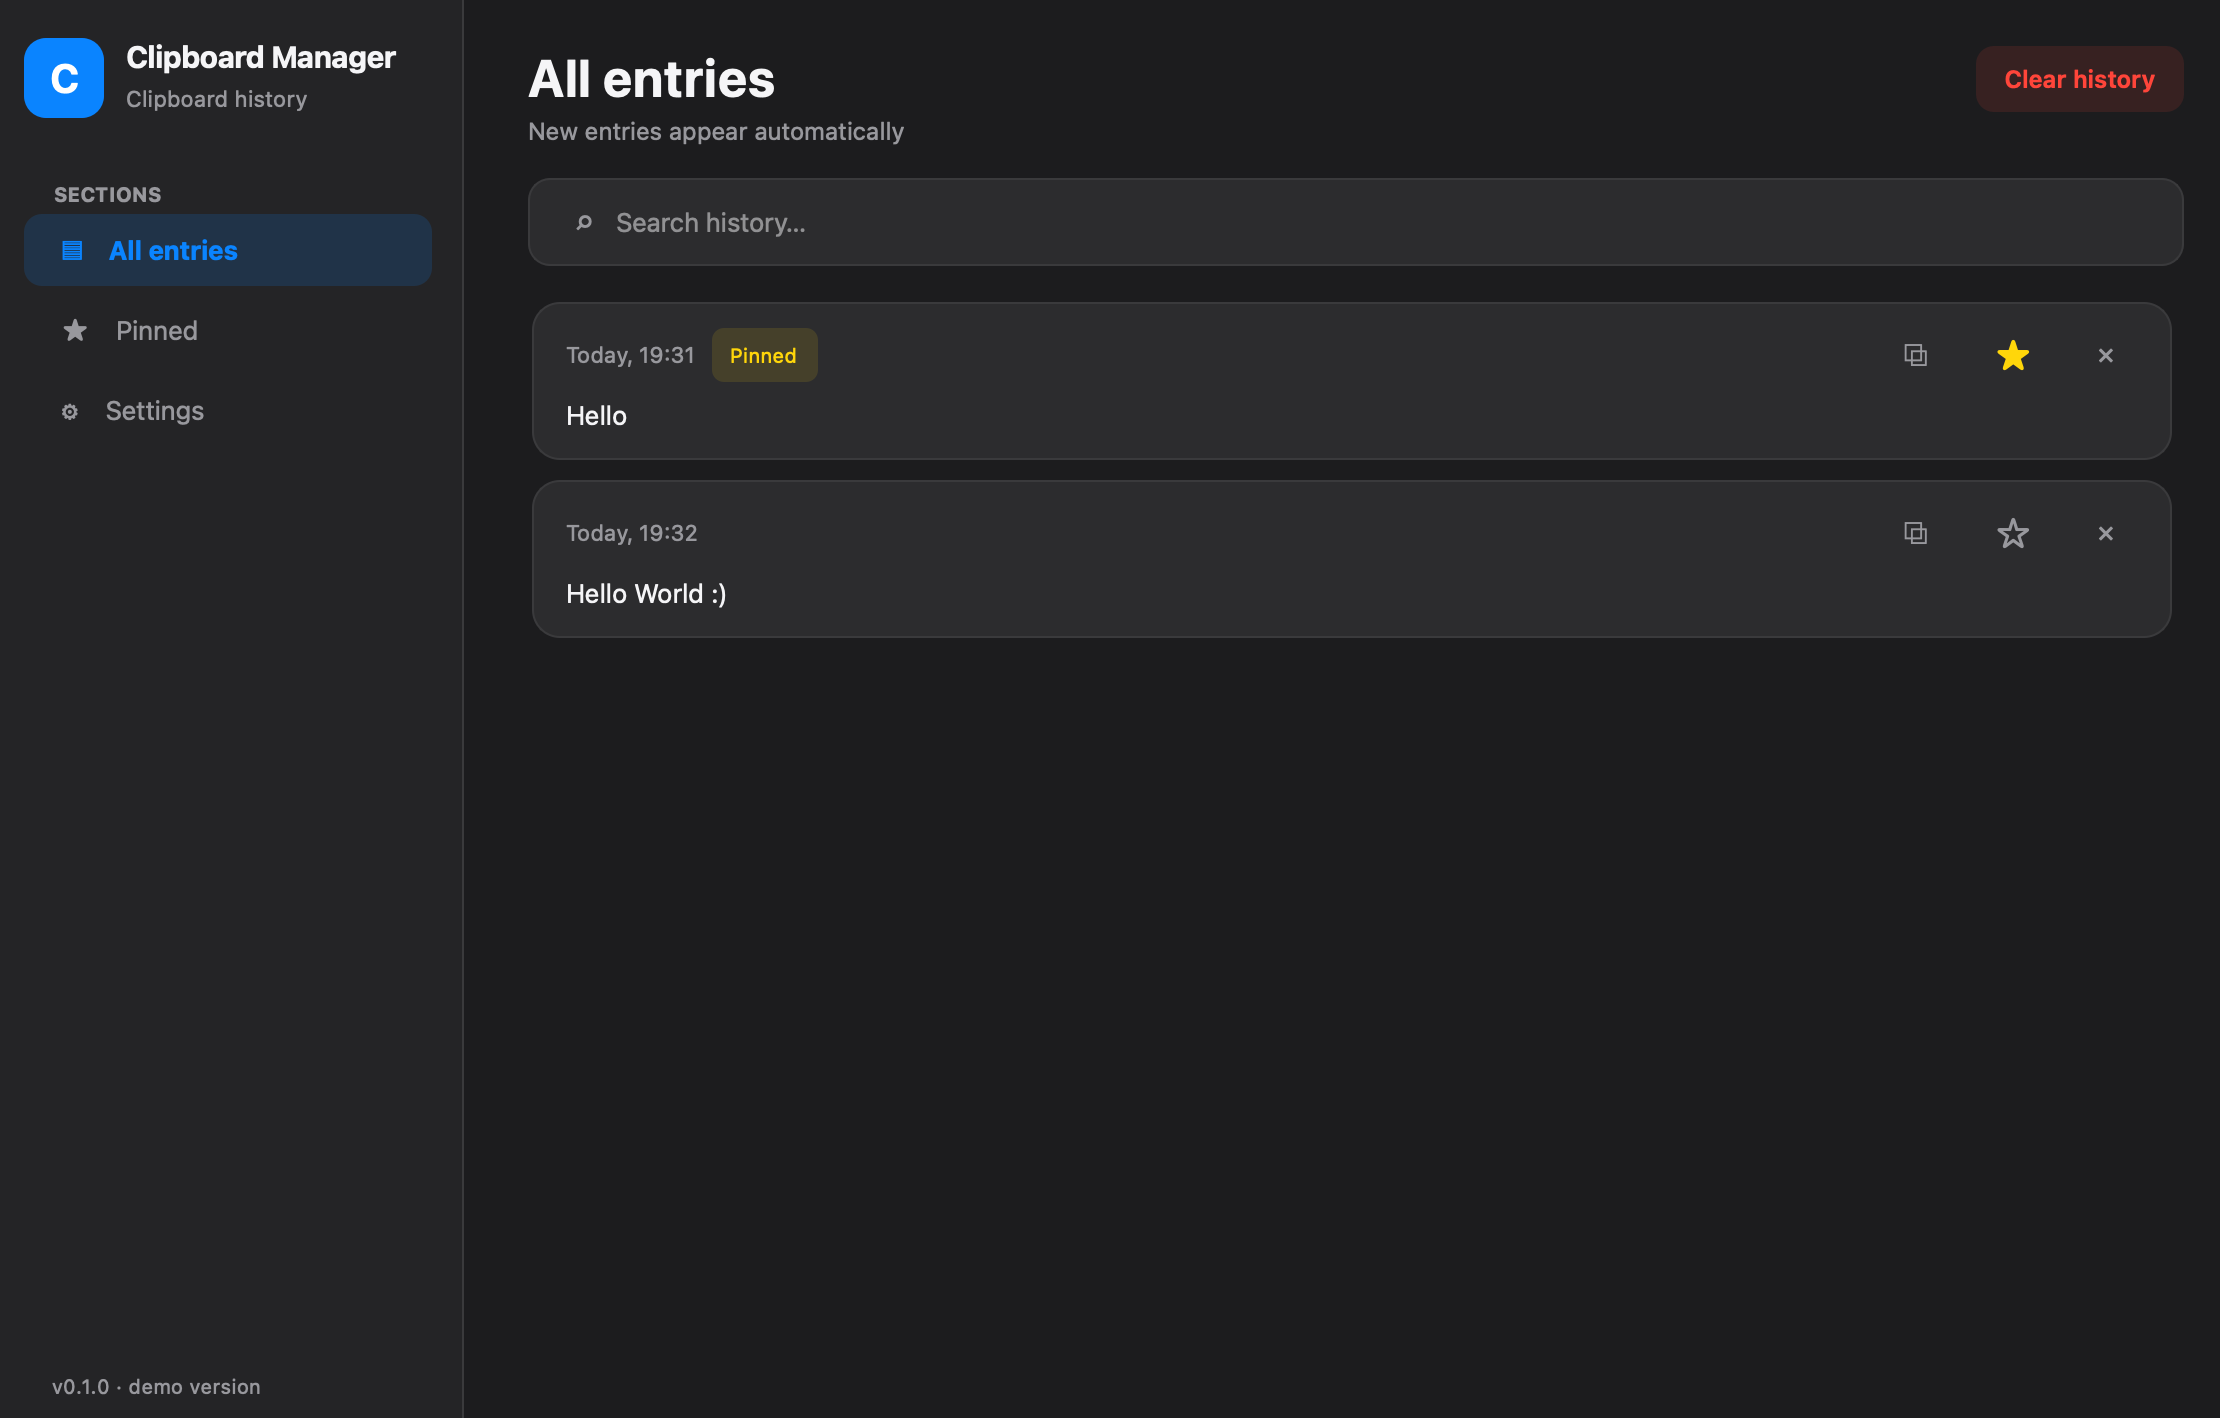 C
Clipboard Manager
Clipboard history
SECTIONS
All entries
Pinned
Settings
v0.1.0 · demo version
All entries
New entries appear automatically
Clear history
Search history...
Today, 19:31 Pinned
Hello
Today, 19:32
Hello World :)